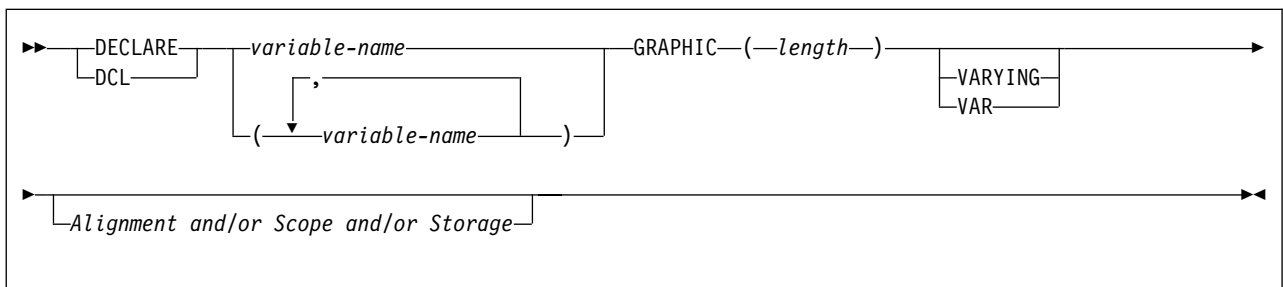 DECLARE variable-name GRAPHIC ( length )
DCL , VARYING
VAR
( variable-name )
Alignment and/or Scope and/or Storage